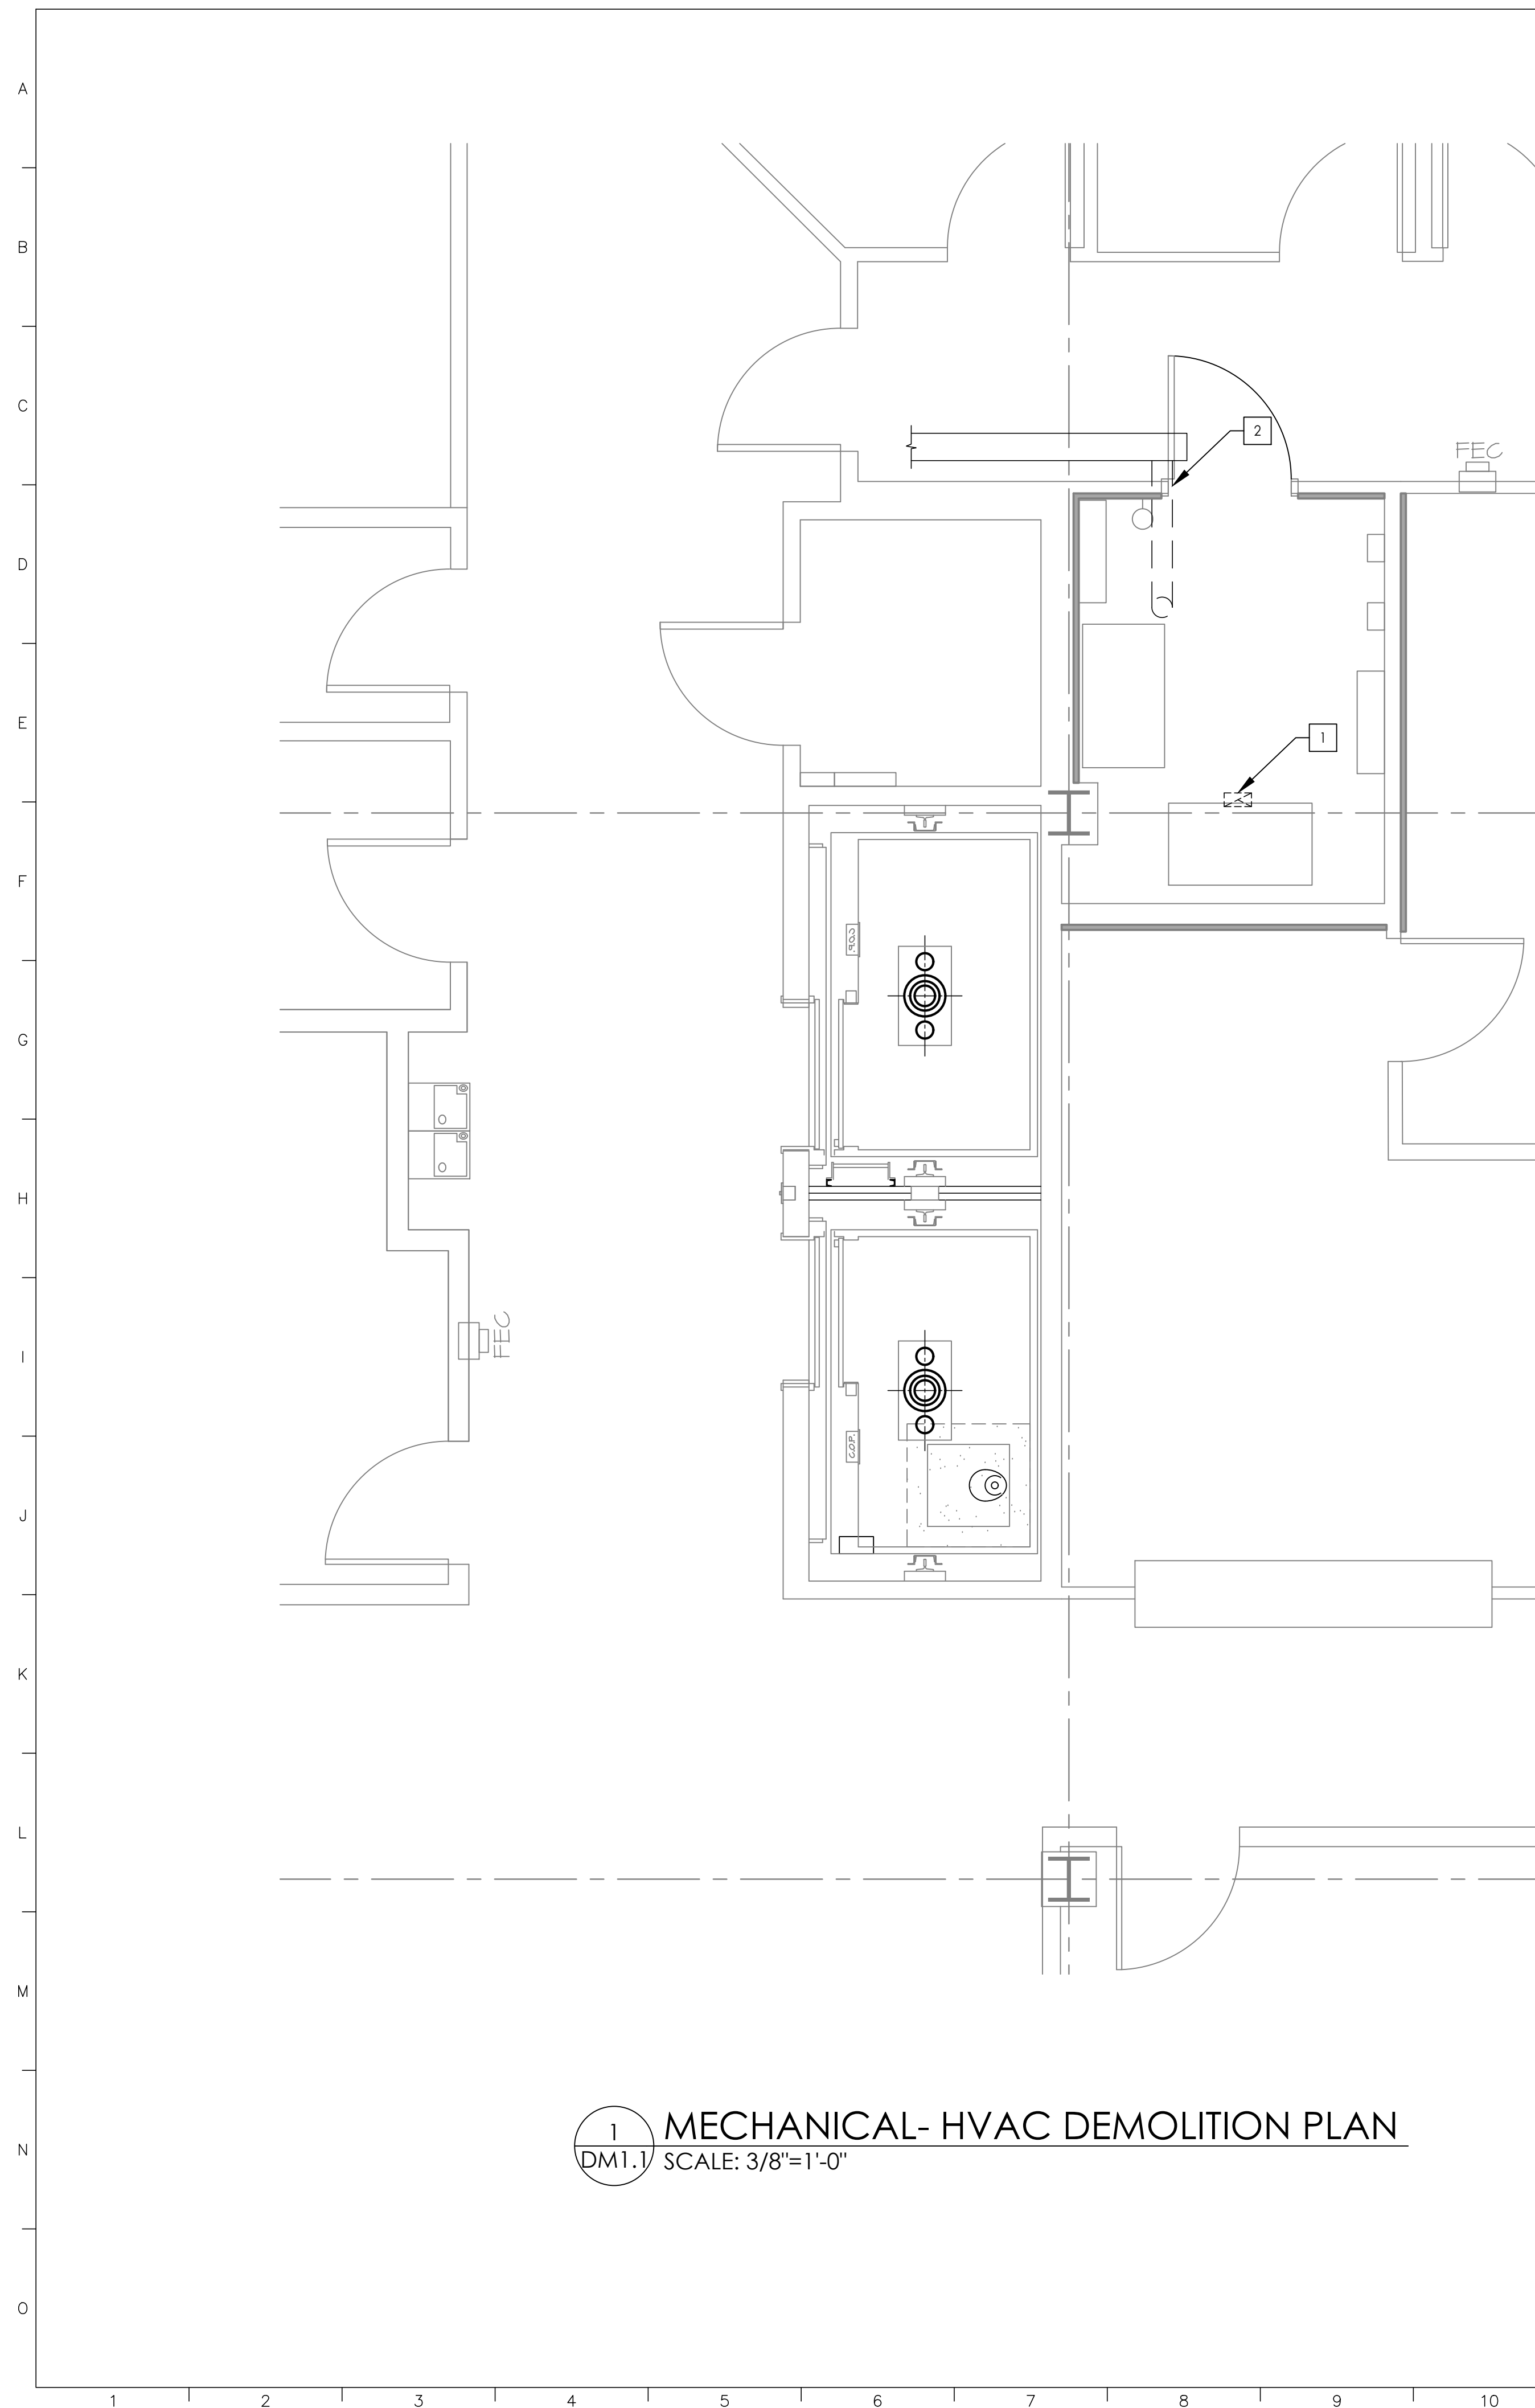 A
B
C
2
FEC
D
E
1
F
C.O.P.
G
H
I
FEC
C.O.P.
J
K
L
M
1
MECHANICAL- HVAC DEMOLITION PLAN
N
DM1.1
SCALE: 3/8"=1'-0"
O
1 2 3 4 5 6 7 8 9 10